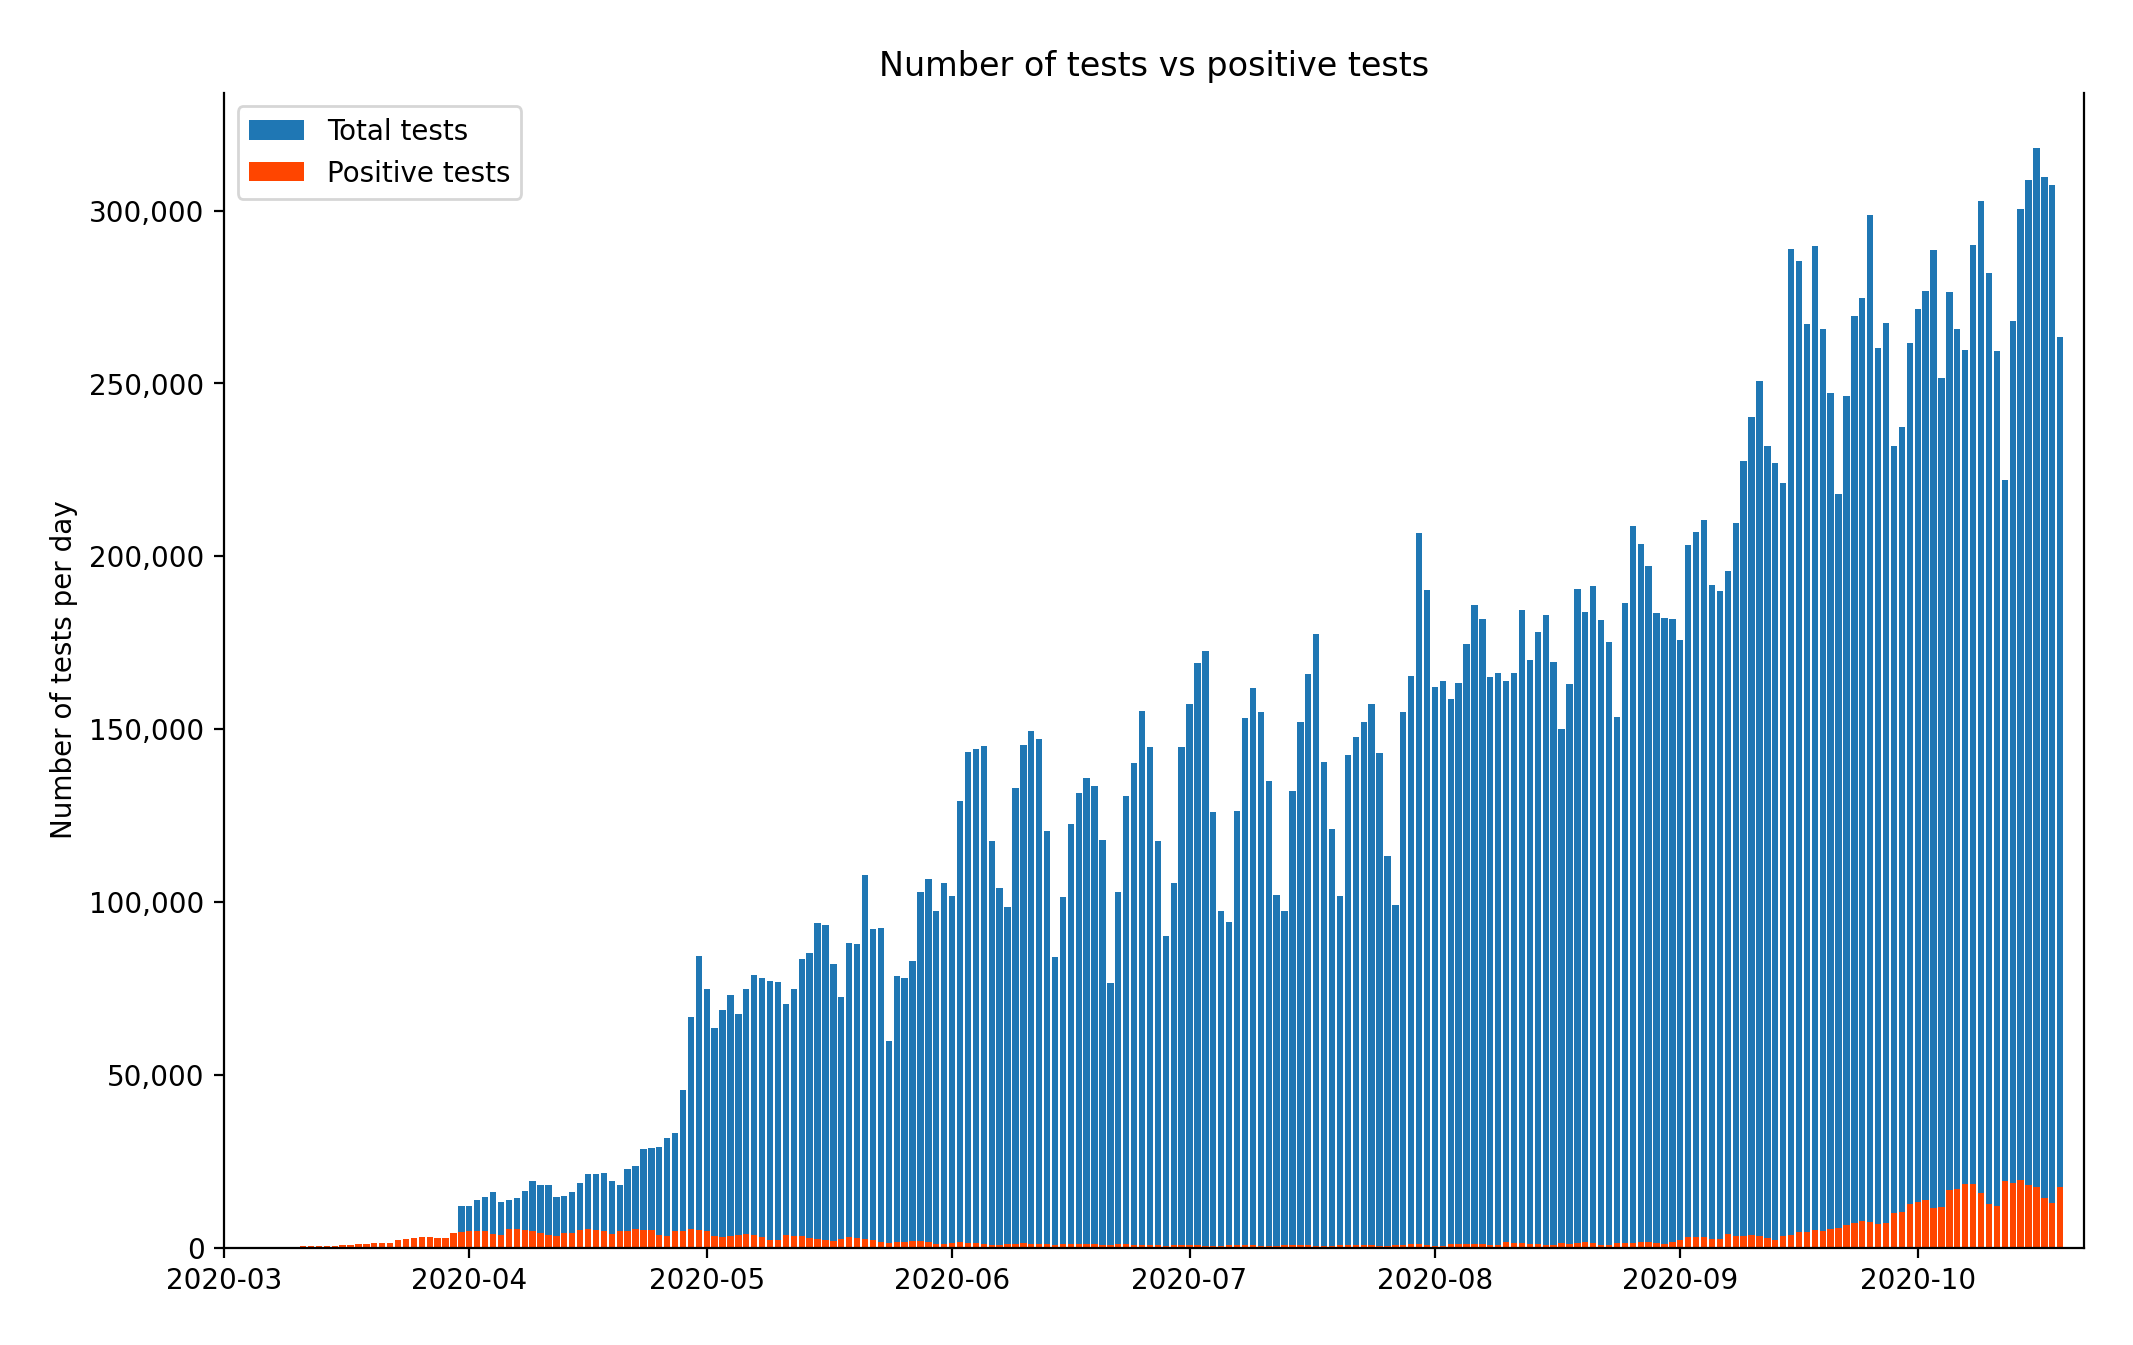 Number of tests vs positive tests
Total tests
Positive tests
Number of tests per day
300,000
250,000
200,000
150,000
100,000
50,000
0
2020-03 2020-04 2020-05 2020-06 2020-07 2020-08 2020-09 2020-10